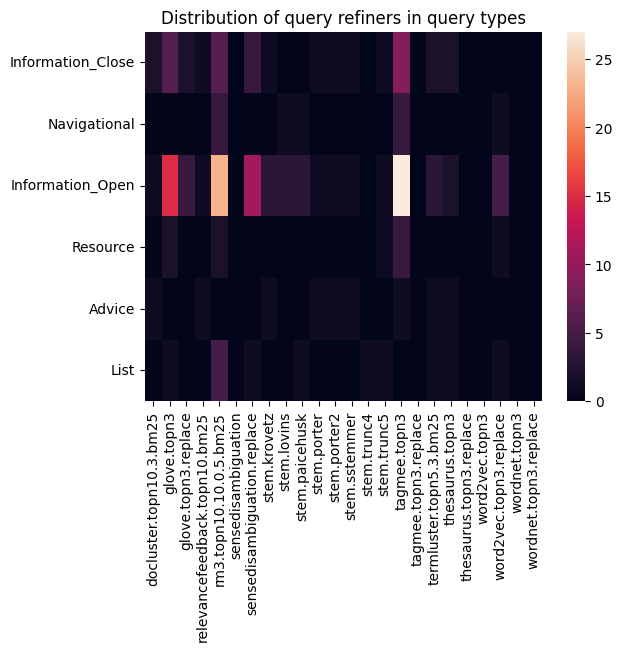 Distribution of query refiners in query types
Information_Close
Navigational
Information_Open
Resource
Advice
List
docluster.topn10.3.bm25
glove.topn3
glove.topn3.replace
relevancefeedback.topn10.bm25
rm3.topn10.10.0.5.bm25
sensedisambiguation
sensedisambiguation.replace
stem.krovetz
stem.lovins
stem.paicehusk
stem.porter
stem.porter2
stem.sstemmer
stem.trunc4
stem.trunc5
tagmee.topn3
tagmee.topn3.replace
termluster.topn5.3.bm25
thesaurus.topn3
thesaurus.topn3.replace
word2vec.topn3
word2vec.topn3.replace
wordnet.topn3
wordnet.topn3.replace
25
20
15
10
5
0